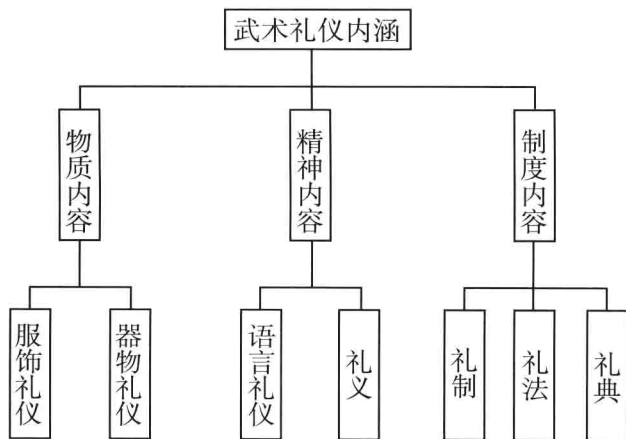 武术礼仪内涵
物质内容
精神内容
制度内容
服饰礼仪
器物礼仪
语言礼仪
礼义
礼制
礼法
礼典